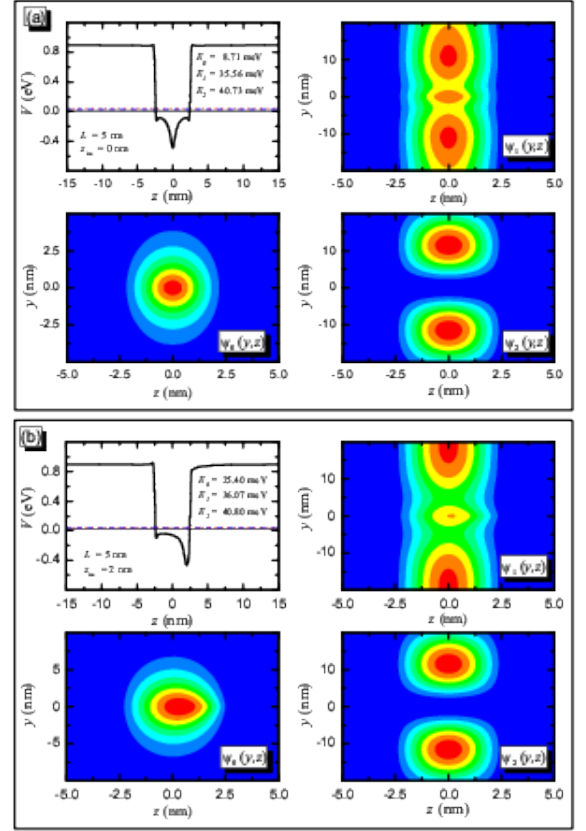 (a)
0.8
0.4
0.0
-0.4
V (eV)
E₀ = 8.71 meV
E₁ = 35.56 meV
E₂ = 40.73 meV
L = 5 nm
z = 0 nm
-15 -10 -5 0 5 10 15
z (nm)
10
0
-10
y (nm)
ψ₁ (y,z)
-5.0 -2.5 0.0 2.5 5.0
z (nm)
2.5
0.0
-2.5
y (nm)
ψ₀ (y,z)
-5.0 -2.5 0.0 2.5 5.0
z (nm)
10
0
-10
y (nm)
ψ₂ (y,z)
-5.0 -2.5 0.0 2.5 5.0
z (nm)
(b)
0.8
0.4
0.0
-0.4
V (eV)
E₀ = 25.40 meV
E₁ = 36.07 meV
E₂ = 40.80 meV
L = 5 nm
z = 2 nm
-15 -10 -5 0 5 10 15
z (nm)
10
0
-10
y (nm)
ψ₁ (y,z)
-5.0 -2.5 0.0 2.5 5.0
z (nm)
5
0
-5
y (nm)
ψ₀ (y,z)
-5.0 -2.5 0.0 2.5 5.0
z (nm)
10
0
-10
y (nm)
ψ₂ (y,z)
-5.0 -2.5 0.0 2.5 5.0
z (nm)